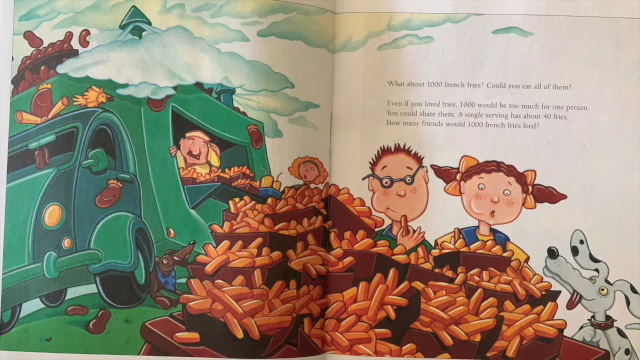 What about 1000 french fries? Could you eat all of them?
Even if you loved fries, 1000 would be too much for one person.
You could share them. A single serving has about 40 fries.
How many friends would 1000 french fries feed?